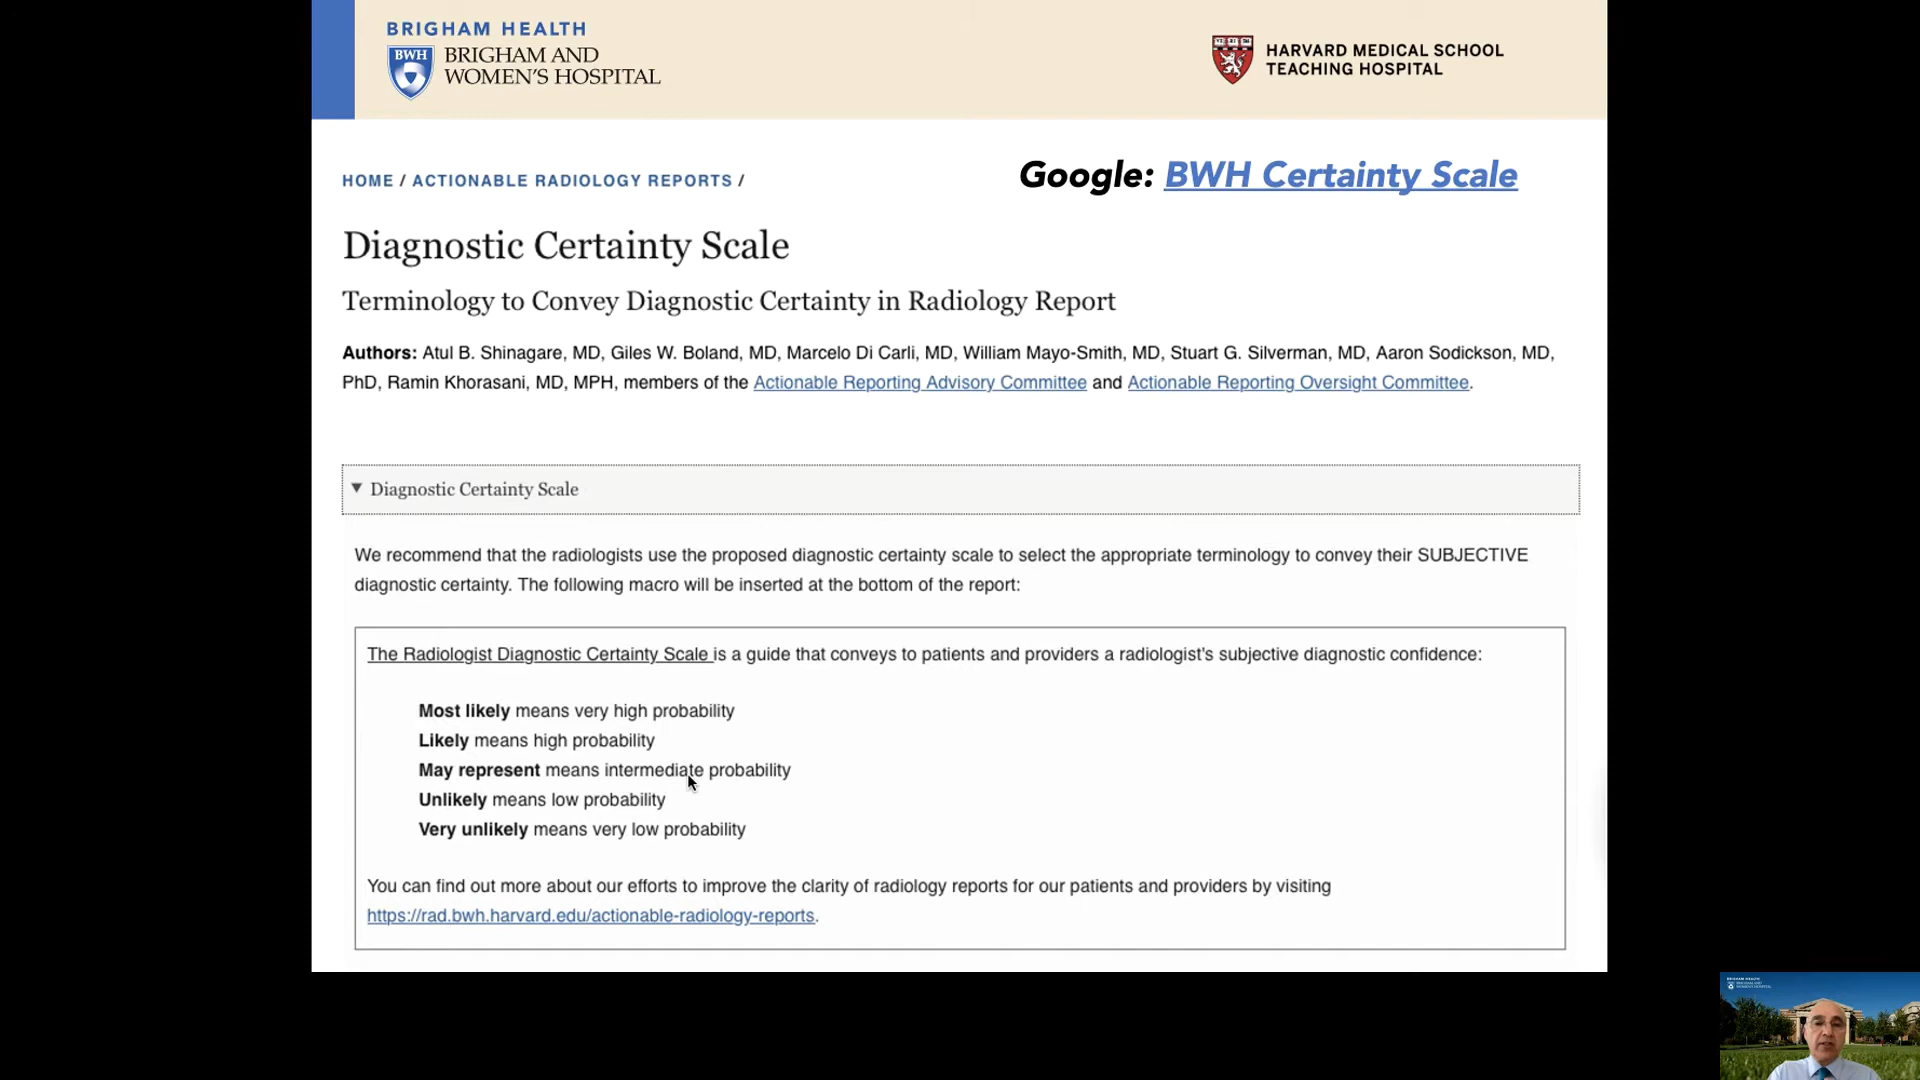 BRIGHAM HEALTH
BWH
BRIGHAM AND
WOMEN'S HOSPITAL
HARVARD MEDICAL SCHOOL
TEACHING HOSPITAL
HOME / ACTIONABLE RADIOLOGY REPORTS /
Google: BWH Certainty Scale
Diagnostic Certainty Scale
Terminology to Convey Diagnostic Certainty in Radiology Report
Authors: Atul B. Shinagare, MD, Giles W. Boland, MD, Marcelo Di Carli, MD, William Mayo-Smith, MD, Stuart G. Silverman, MD, Aaron Sodickson, MD,
PhD, Ramin Khorasani, MD, MPH, members of the Actionable Reporting Advisory Committee and Actionable Reporting Oversight Committee.
▼ Diagnostic Certainty Scale
We recommend that the radiologists use the proposed diagnostic certainty scale to select the appropriate terminology to convey their SUBJECTIVE
diagnostic certainty. The following macro will be inserted at the bottom of the report:
The Radiologist Diagnostic Certainty Scale is a guide that conveys to patients and providers a radiologist's subjective diagnostic confidence:
Most likely means very high probability
Likely means high probability
May represent means intermediate probability
Unlikely means low probability
Very unlikely means very low probability
You can find out more about our efforts to improve the clarity of radiology reports for our patients and providers by visiting
https://rad.bwh.harvard.edu/actionable-radiology-reports.
BRIGHAM HEALTH
BRIGHAM AND
WOMEN'S HOSPITAL